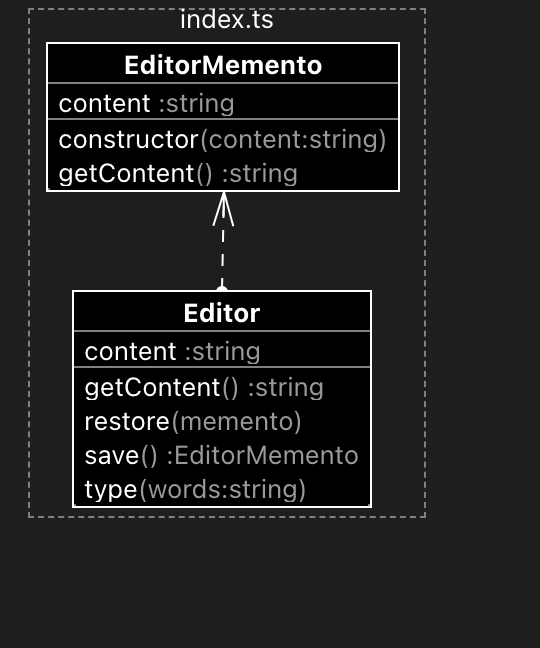 index.ts
EditorMemento
content :string
constructor(content:string)
getContent() :string
Editor
content :string
getContent() :string
restore(memento)
save() :EditorMemento
type(words:string)